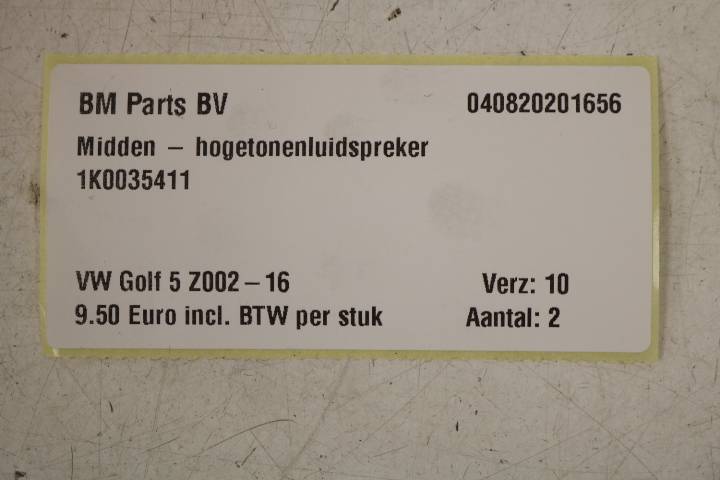 BM Parts BV 040820201656
Midden – hogetonenluidspreker
1K0035411
VW Golf 5 Z002 – 16 Verz: 10
9.50 Euro incl. BTW per stuk Aantal: 2